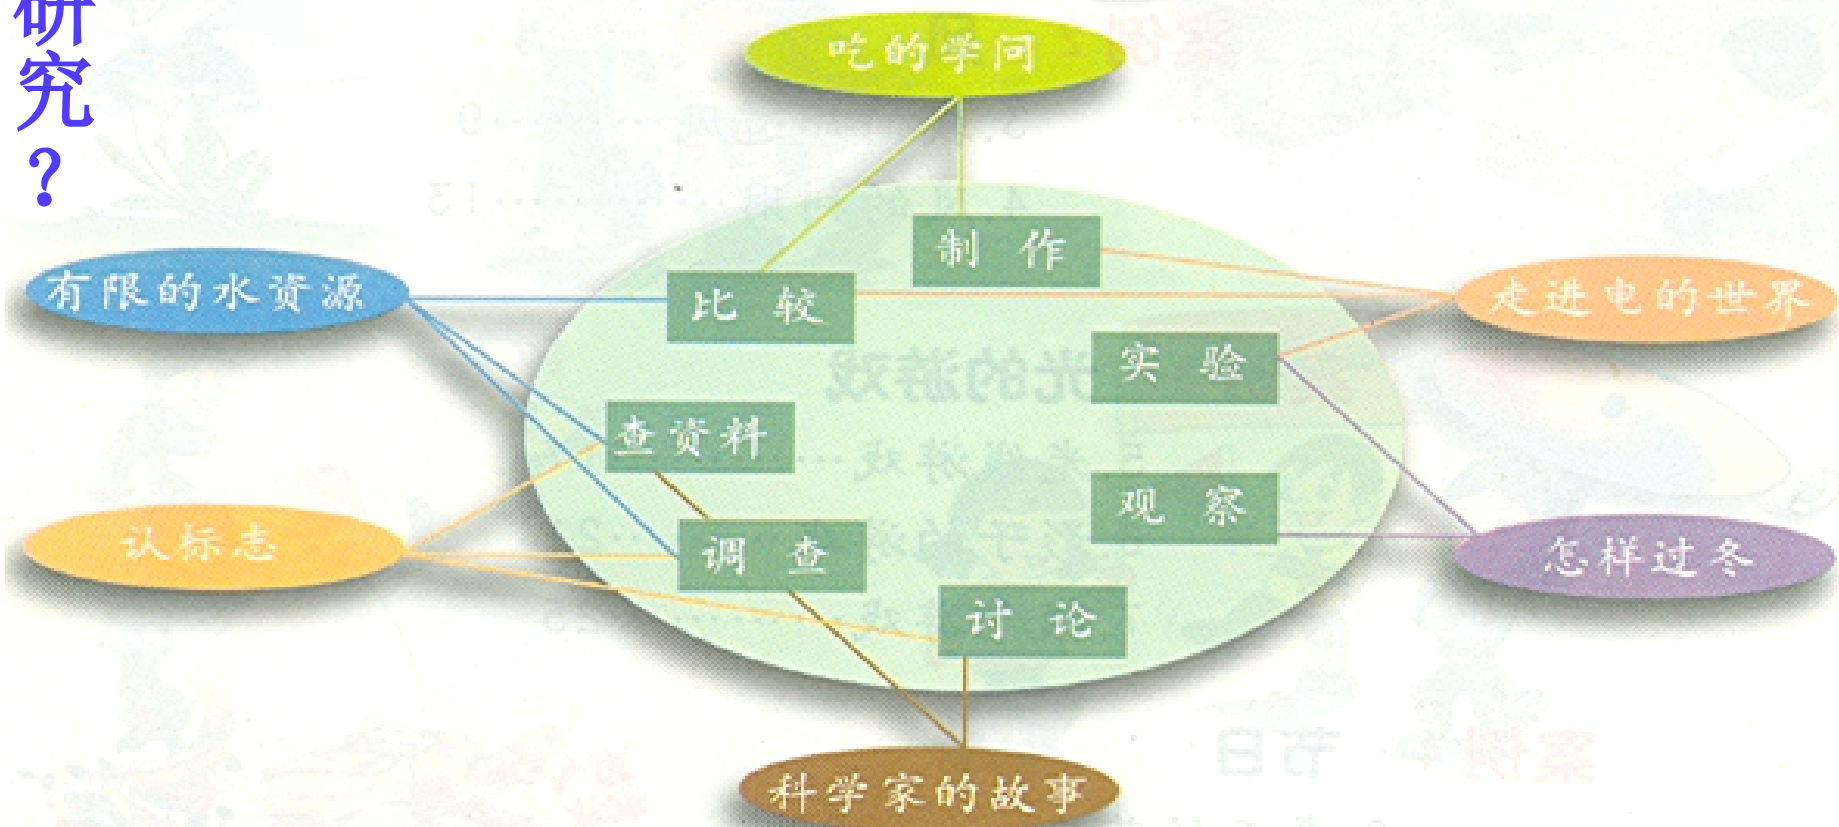 研究？
吃的学问
制作
有限的水资源
比较
走进电的世界
实验
查资料
观察
认标志
调查
怎样过冬
讨论
科学家的故事